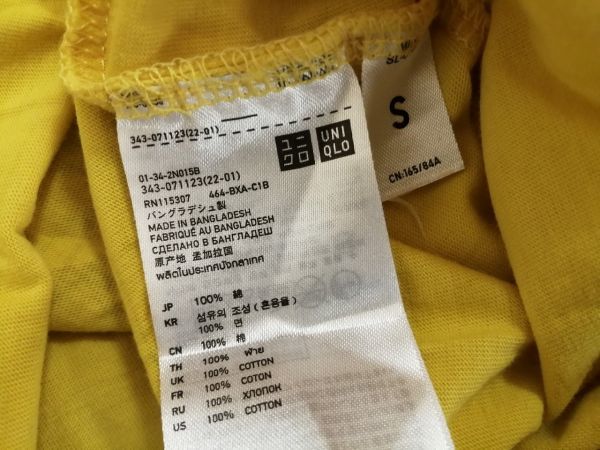 343-071123(22-01)
ユニ
クロ
UNI
QLO
01-34-2N015B
343-071123(22-01)
RN115307 464-BXA-C1B
バングラデシュ製
MADE IN BANGLADESH
FABRIQUÉ AU BANGLADESH
СДЕЛАНО В БАНГЛАДЕШ
原产地 孟加拉国
ผลิตในประเทศบังกลาเทศ
JP 100% 綿
KR 섬유의 조성(혼용율)
100% 면
CN 100% 棉
TH 100% ฝ้าย
UK 100% COTTON
FR 100% COTON
RU 100% ХЛОПОК
US 100% COTTON
S
CN:165/84A